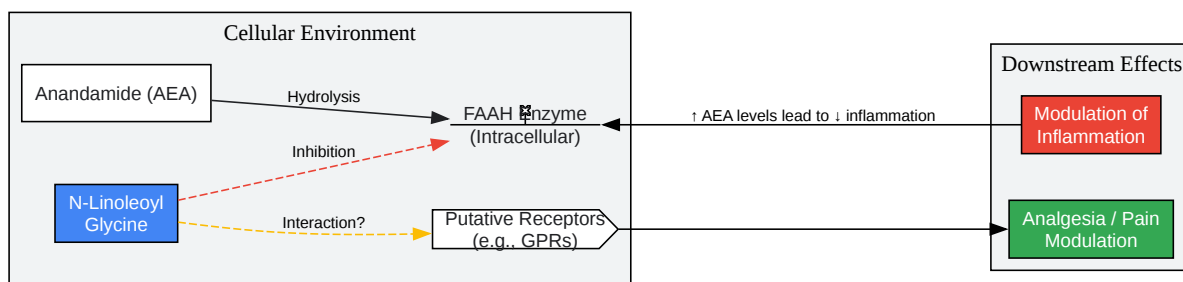 Cellular Environment
Anandamide (AEA)
Hydrolysis
FAAH Enzyme
(Intracellular)
Inhibition
N-Linoleoyl
Glycine
Interaction?
Putative Receptors
(e.g., GPRs)
↑ AEA levels lead to ↓ inflammation
Downstream Effects
Modulation of
Inflammation
Analgesia / Pain
Modulation